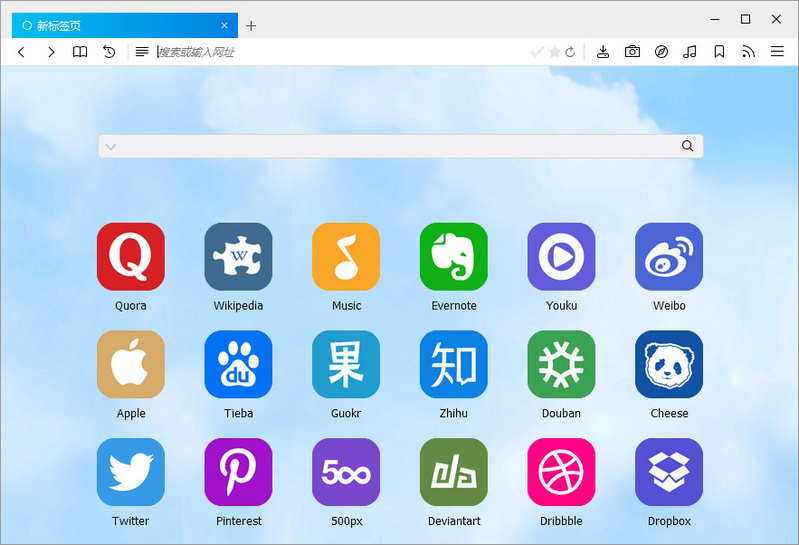 新标签页
搜索或输入网址
Quora
Wikipedia
Music
Evernote
Youku
Weibo
du
果
知
Apple
Tieba
Guokr
Zhihu
Douban
Cheese
500
Twitter
Pinterest
500px
Deviantart
Dribbble
Dropbox